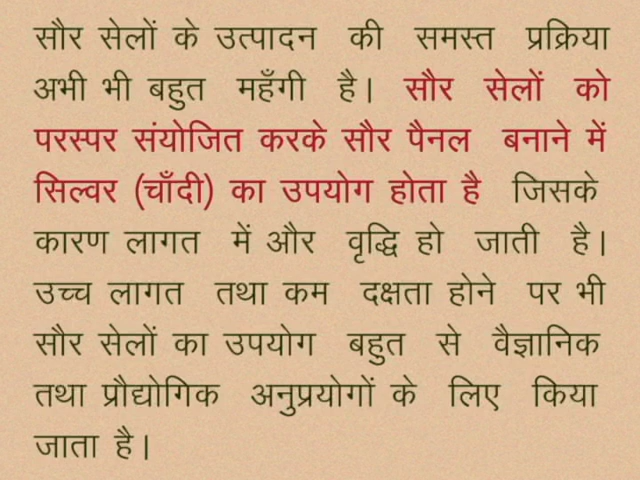 सौर सेलों के उत्पादन की समस्त प्रक्रिया
अभी भी बहुत महँगी है। सौर सेलों को
परस्पर संयोजित करके सौर पैनल बनाने में
सिल्वर (चाँदी) का उपयोग होता है जिसके
कारण लागत में और वृद्धि हो जाती है।
उच्च लागत तथा कम दक्षता होने पर भी
सौर सेलों का उपयोग बहुत से वैज्ञानिक
तथा प्रौद्योगिक अनुप्रयोगों के लिए किया
जाता है।